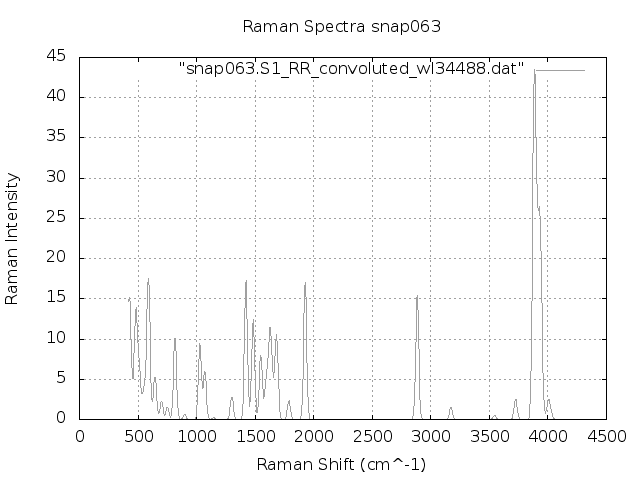 Raman Spectra snap063
"snap063.S1_RR_convoluted_wl34488.dat"
45
40
35
30
25
20
15
10
5
0
Raman Intensity
0 500 1000 1500 2000 2500 3000 3500 4000 4500
Raman Shift (cm^-1)